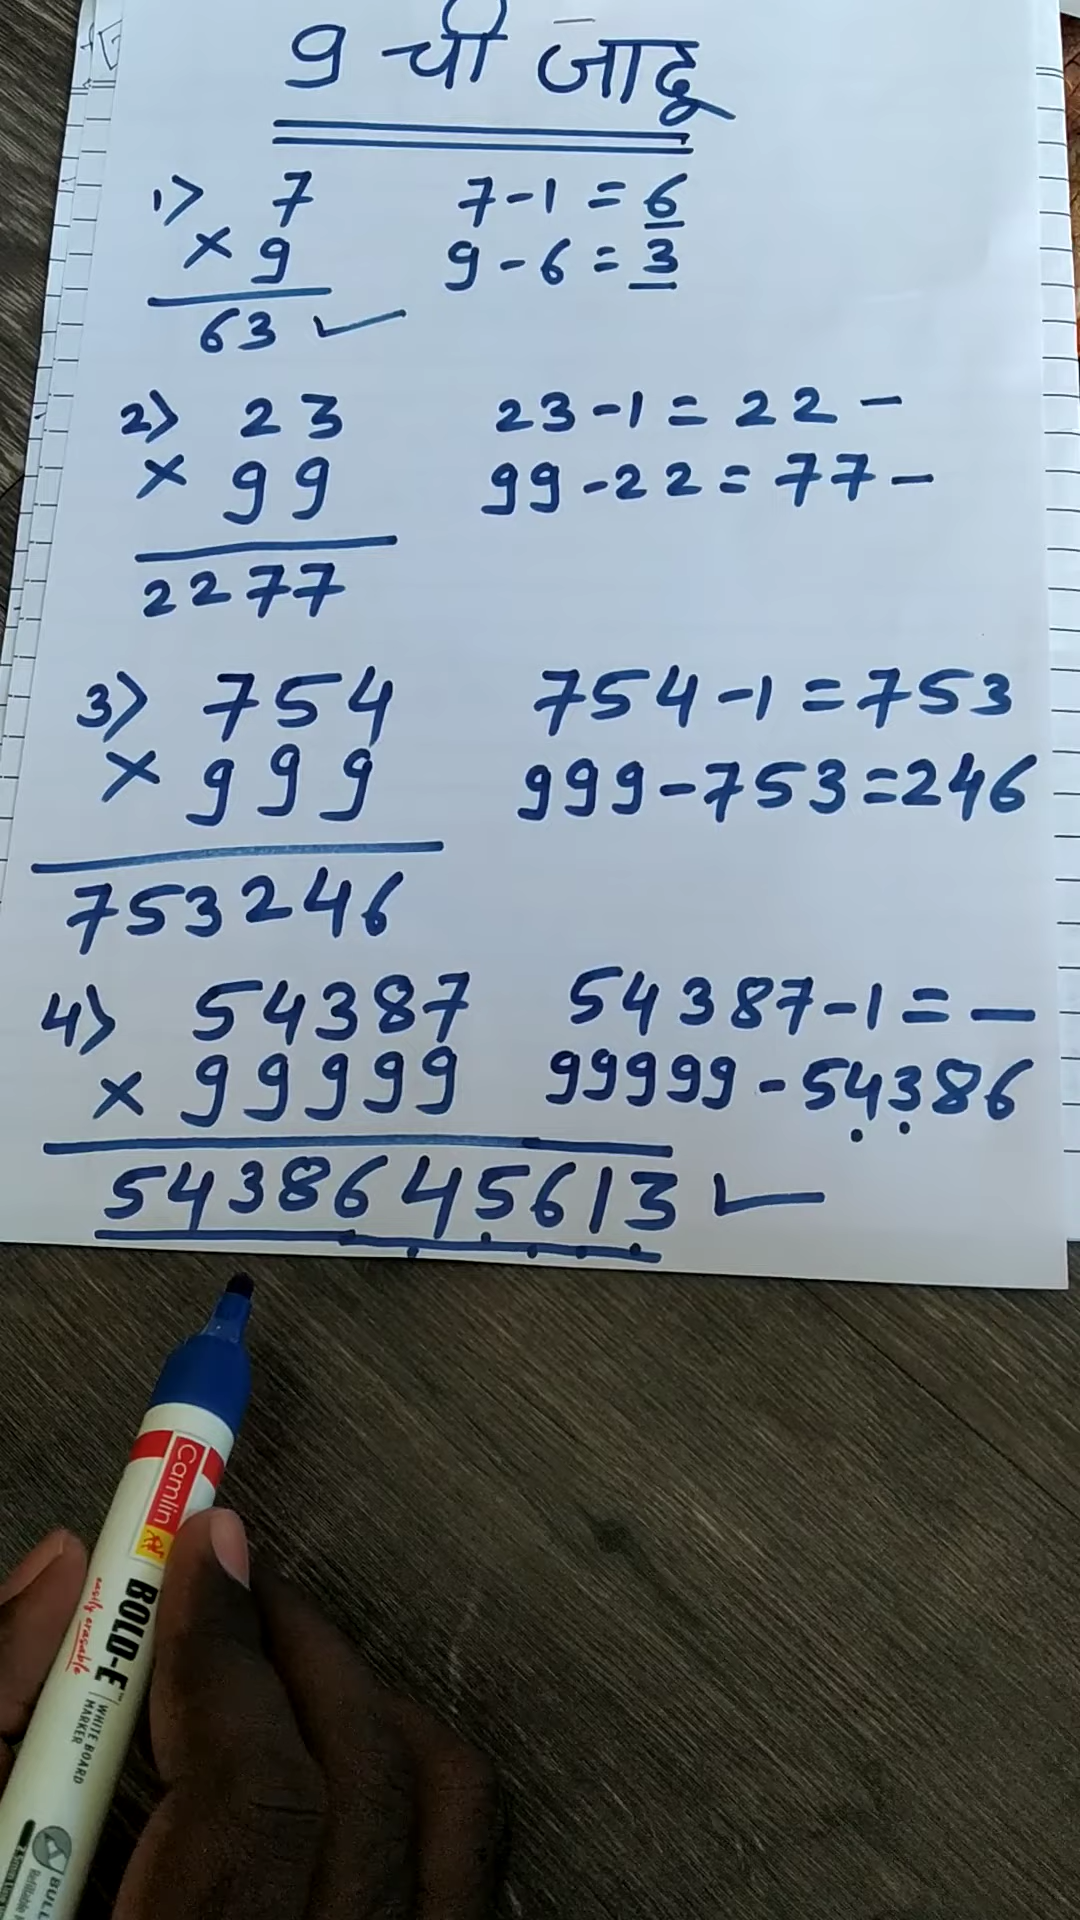 9 ची जादू
1) 7 7-1 = 6
× 9 9-6 = 3
63 ✓
2) 23 23-1 = 22 -
× 99 99-22 = 77 -
2277
3) 754 754-1 = 753
× 999 999-753 = 246
753246
4) 54387 54387-1 = —
× 99999 99999-54386
5438645613 ✓
Camlin
BOLD-E
easily erasable
WHITE BOARD
MARKER